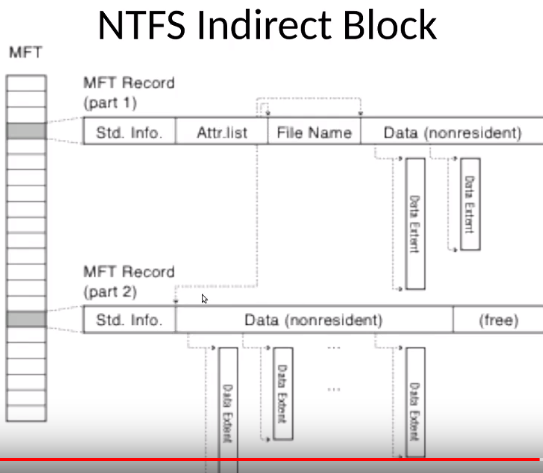 NTFS Indirect Block
MFT
MFT Record
(part 1)
Std. Info.
Attr.list
File Name
Data (nonresident)
Data Extent
Data Extent
MFT Record
(part 2)
Std. Info.
Data (nonresident)
(free)
...
...
Data Extent
Data Extent
Data Extent